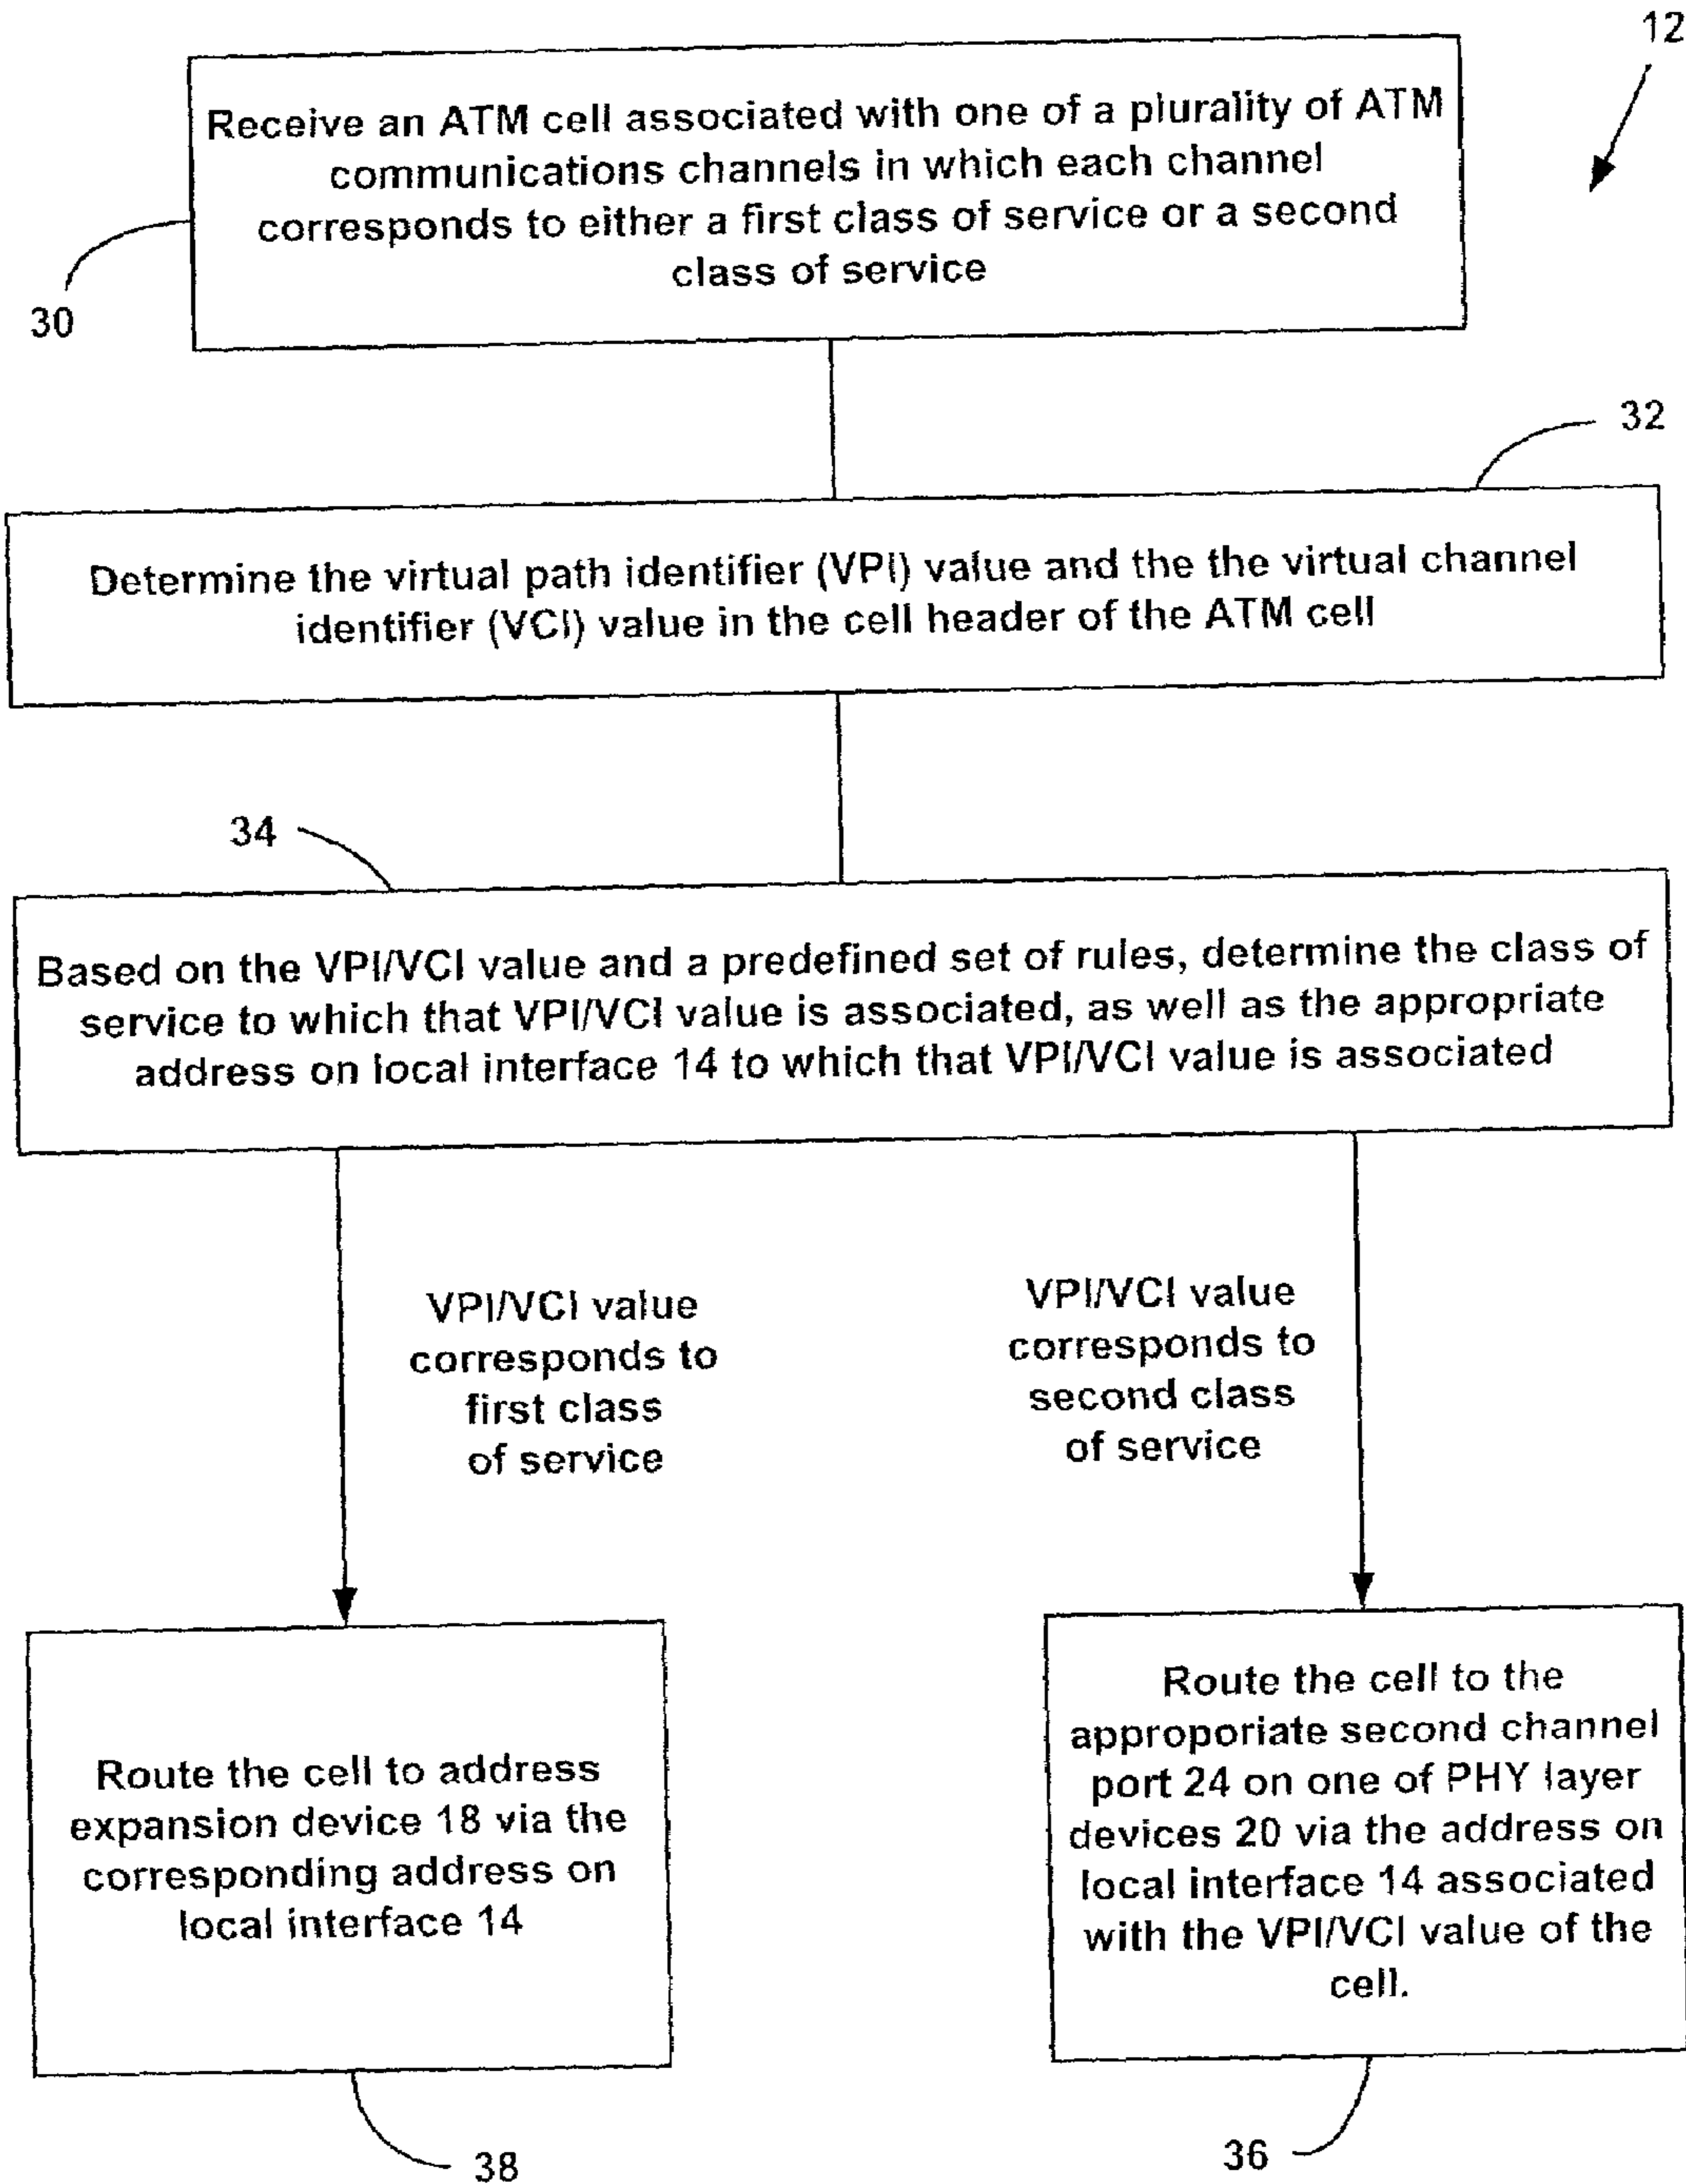 12
Receive an ATM cell associated with one of a plurality of ATM
communications channels in which each channel
corresponds to either a first class of service or a second
class of service
30
32
Determine the virtual path identifier (VPI) value and the the virtual channel
identifier (VCI) value in the cell header of the ATM cell
34
Based on the VPI/VCI value and a predefined set of rules, determine the class of
service to which that VPI/VCI value is associated, as well as the appropriate
address on local interface 14 to which that VPI/VCI value is associated
VPI/VCI value
corresponds to
first class
of service
VPI/VCI value
corresponds to
second class
of service
Route the cell to address
expansion device 18 via the
corresponding address on
local interface 14
Route the cell to the
approporiate second channel
port 24 on one of PHY layer
devices 20 via the address on
local interface 14 associated
with the VPI/VCI value of the
cell.
38
36